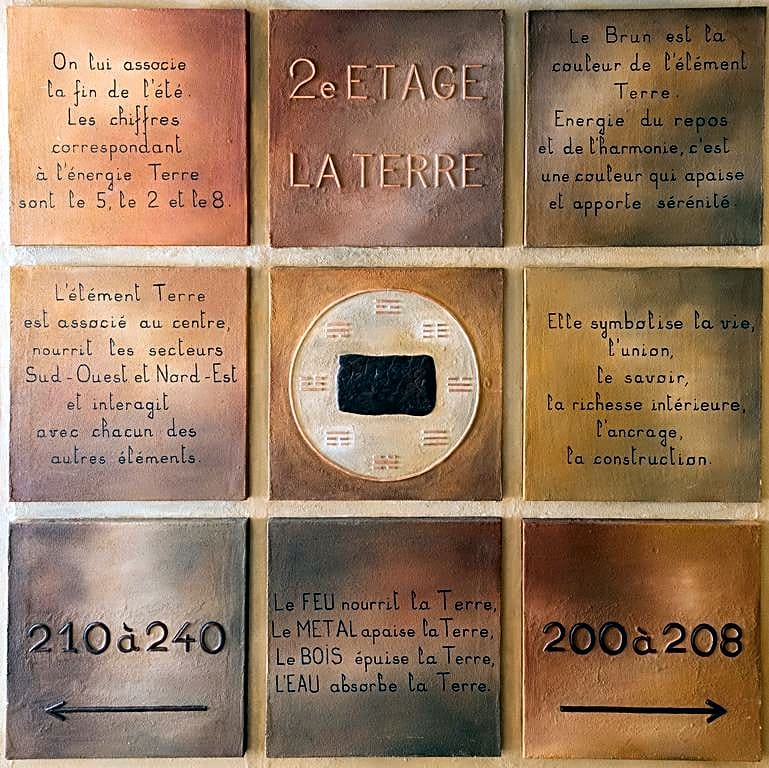 On lui associe
la fin de l'été.
Les chiffres
correspondant
à l'énergie Terre
sont le 5, le 2 et le 8.
2e ETAGE
LA TERRE
Le Brun est la
couleur de l'élément
Terre.
Energie du repos
et de l'harmonie, c'est
une couleur qui apaise
et apporte sérénité.
L'élément Terre
est associé au centre,
nourrit les secteurs
Sud-Ouest et Nord-Est
et interagit
avec chacun des
autres éléments.
Elle symbolise la vie,
l'union,
le savoir,
la richesse intérieure,
l'ancrage,
la construction.
210 à 240
Le FEU nourrit la Terre,
Le METAL apaise la Terre,
Le BOIS épuise la Terre,
L'EAU absorbe la Terre.
200 à 208